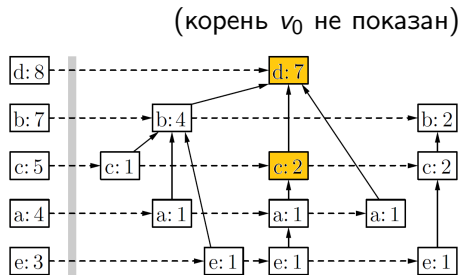 (корень v₀ не показан)
d: 8 d: 7
b: 7 b: 4 b: 2
c: 5 c: 1 c: 2 c: 2
a: 4 a: 1 a: 1 a: 1
e: 3 e: 1 e: 1 e: 1